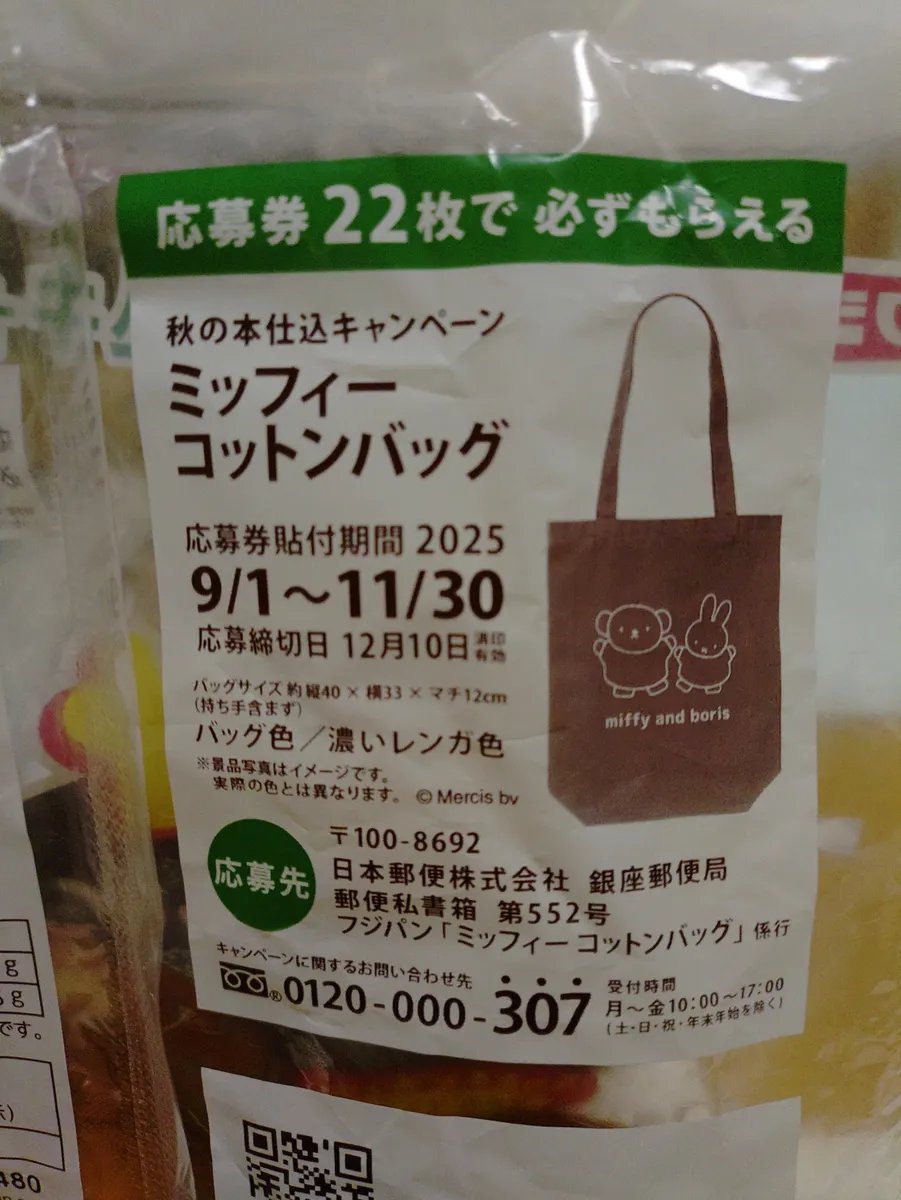 応募券 22枚で 必ずもらえる
秋の本仕込キャンペーン
ミッフィー
コットンバッグ
応募券貼付期間 2025
9/1〜11/30
応募締切日 12月10日 消印有効
バッグサイズ 約 縦40 × 横33 × マチ12cm
(持ち手含まず)
バッグ色／濃いレンガ色
※景品写真はイメージです。
実際の色とは異なります。 © Mercis bv
miffy and boris
応募先
〒100-8692
日本郵便株式会社 銀座郵便局
郵便私書箱 第552号
フジパン「ミッフィー コットンバッグ」係行
キャンペーンに関するお問い合わせ先
®0120-000-307
受付時間
月〜金10:00〜17:00
(土・日・祝・年末年始を除く)
g
g
です。
480